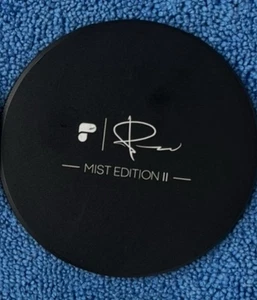 — MIST EDITION II —